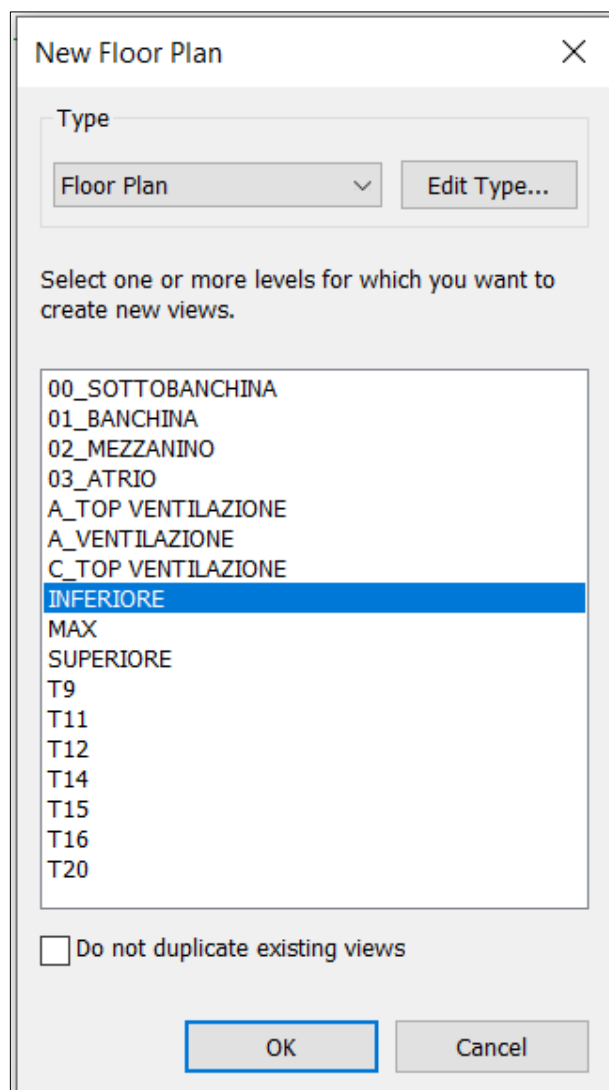 New Floor Plan
Type
Floor Plan
Edit Type...
Select one or more levels for which you want to
create new views.
00_SOTTOBANCHINA
01_BANCHINA
02_MEZZANINO
03_ATRIO
A_TOP VENTILAZIONE
A_VENTILAZIONE
C_TOP VENTILAZIONE
INFERIORE
MAX
SUPERIORE
T9
T11
T12
T14
T15
T16
T20
Do not duplicate existing views
OK
Cancel